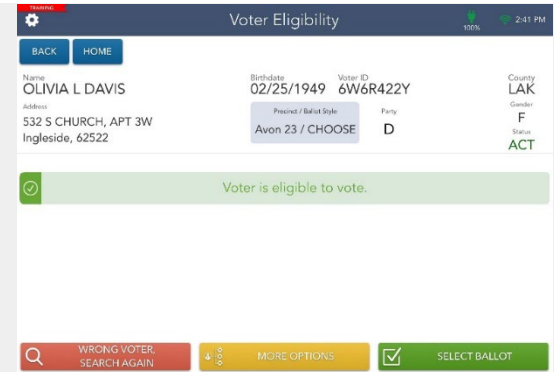 TRAINING
Voter Eligibility
100%
2:41 PM
BACK HOME
Name
OLIVIA L DAVIS
Birthdate
02/25/1949
Voter ID
6W6R422Y
County
LAK
Address
532 S CHURCH, APT 3W
Ingleside, 62522
Precinct / Ballot Style
Avon 23 / CHOOSE
Party
D
Gender
F
Status
ACT
Voter is eligible to vote.
WRONG VOTER,
SEARCH AGAIN
MORE OPTIONS
SELECT BALLOT